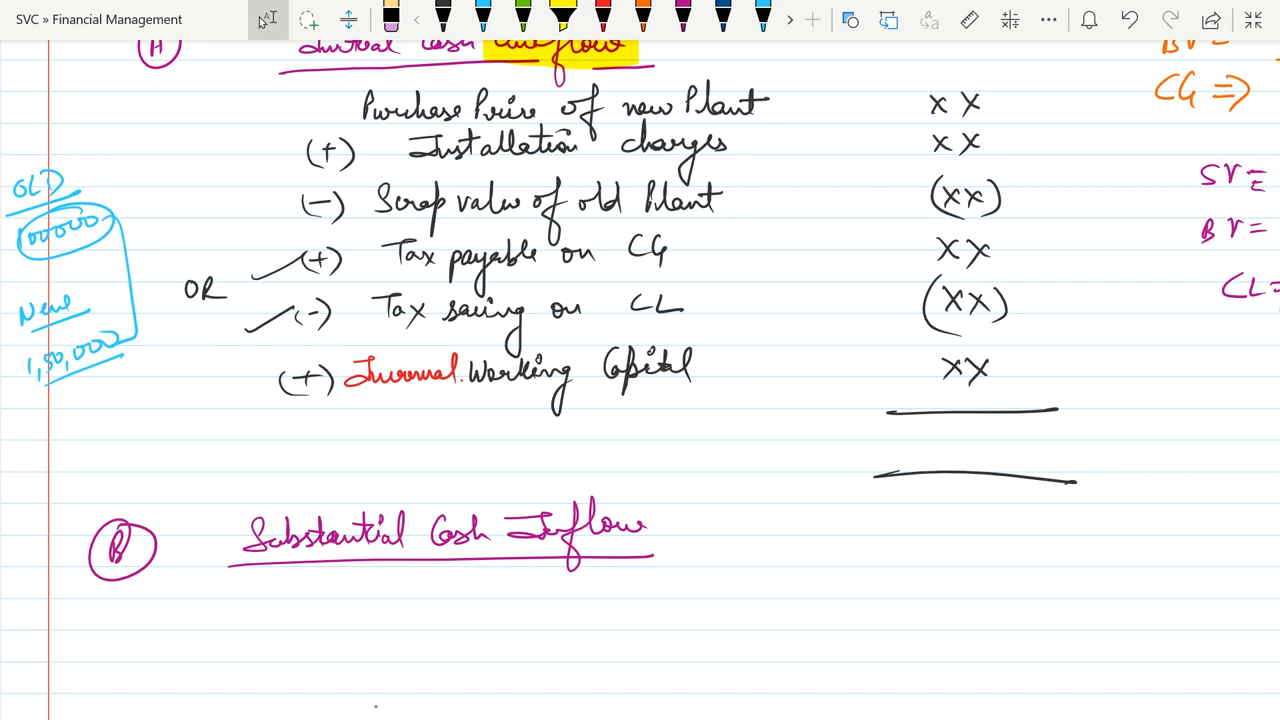 SVC » Financial Management
(A) Initial Cash outflow
BV =
CG =>
Purchase Price of new Plant XX
(+) Installation charges XX
SV =
OLD
100000
(-) Scrap value of old Plant (XX)
BV =
(+) Tax payable on CG XX
OR
CL =
New
1,50,000
(-) Tax saving on CL (XX)
(+) Working Capital XX
(B) Substantial Cash Inflow